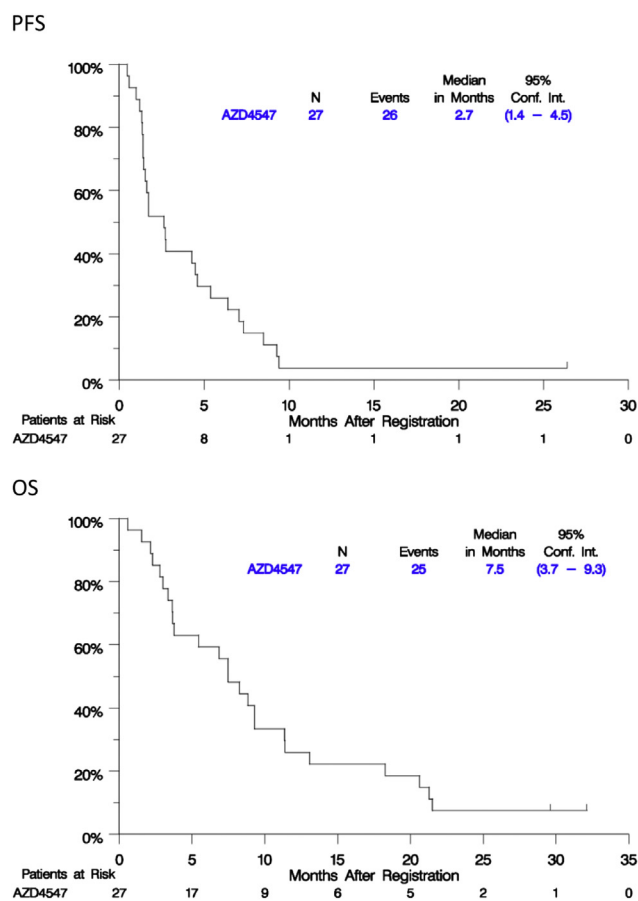 PFS
100%
80%
60%
40%
20%
0%
Median 95%
N Events in Months Conf. Int.
AZD4547 27 26 2.7 (1.4 – 4.5)
0 5 10 15 20 25 30
Patients at Risk Months After Registration
AZD4547 27 8 1 1 1 1 0
OS
100%
80%
60%
40%
20%
0%
Median 95%
N Events in Months Conf. Int.
AZD4547 27 25 7.5 (3.7 – 9.3)
0 5 10 15 20 25 30 35
Patients at Risk Months After Registration
AZD4547 27 17 9 6 5 2 1 0